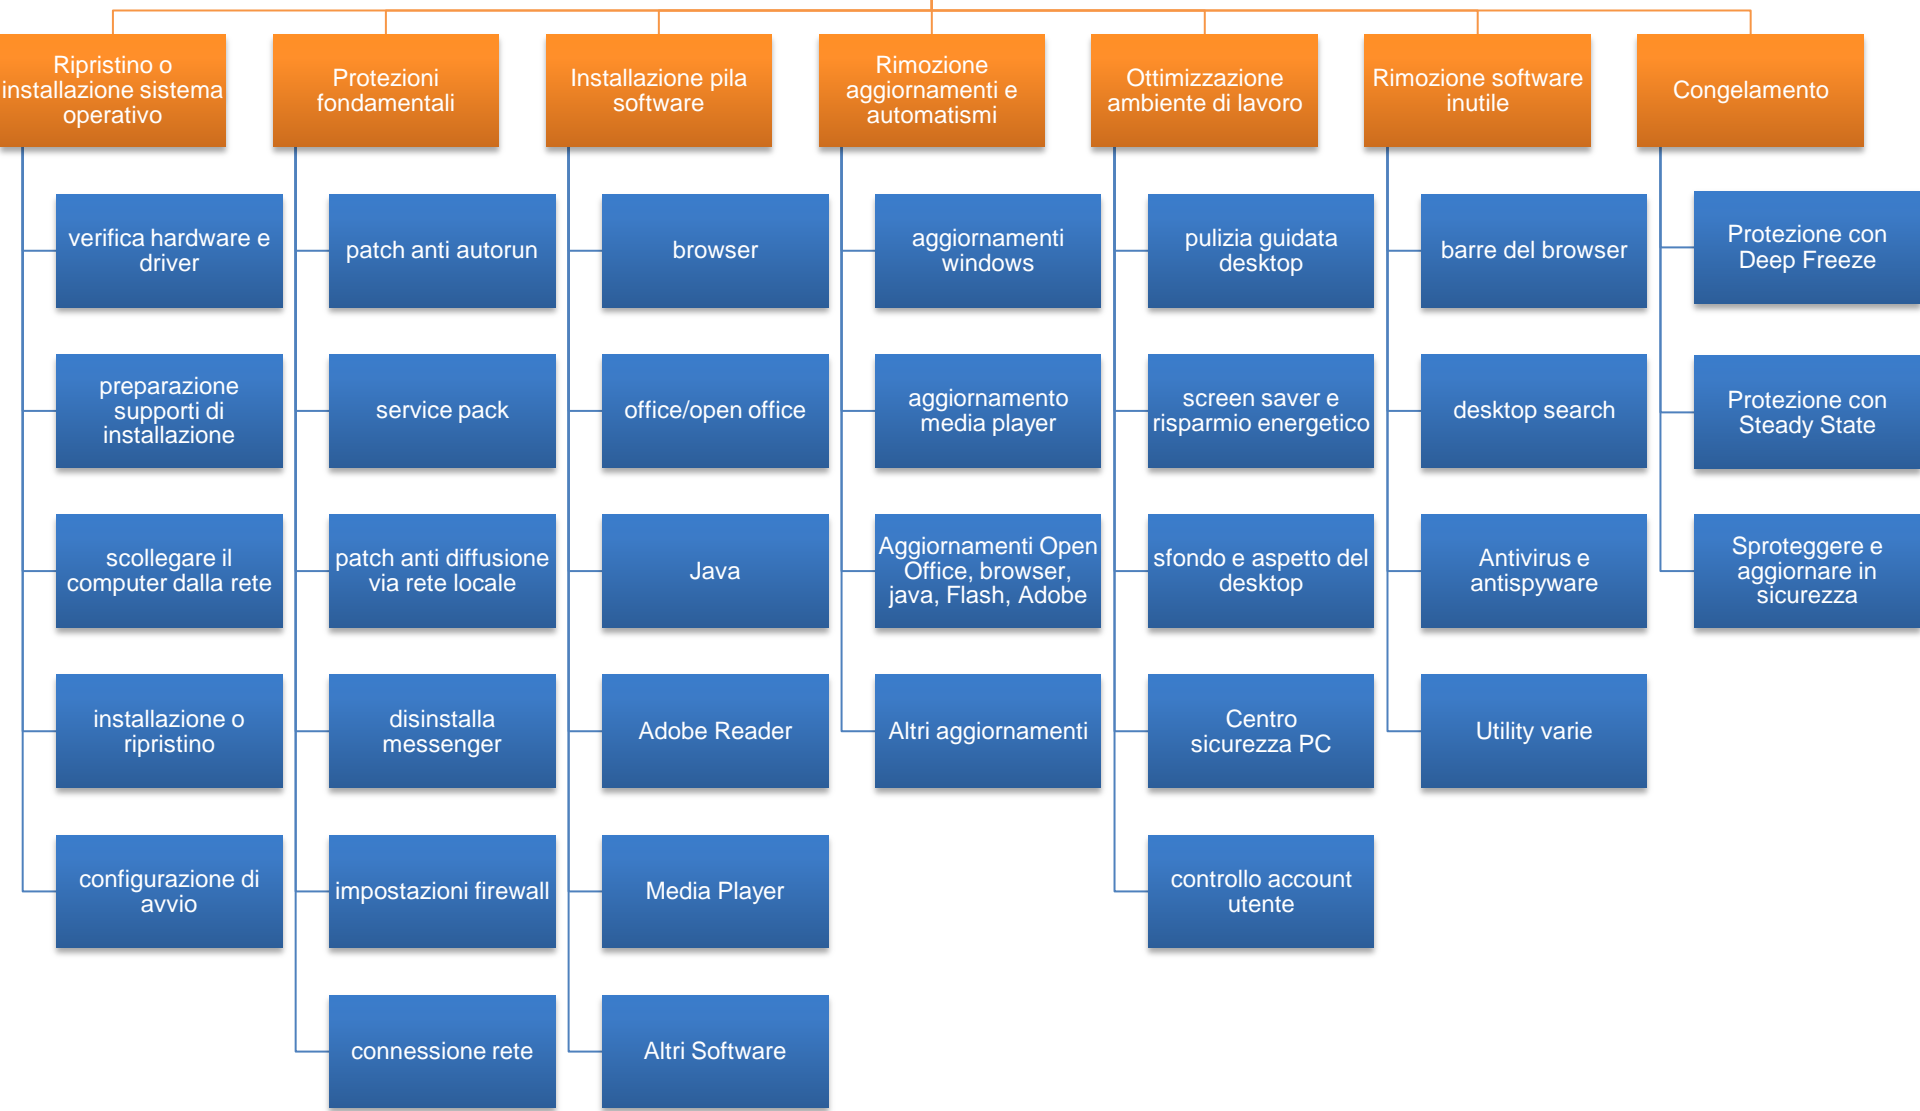 Ripristino o
installazione sistema
operativo
verifica hardware e
driver
preparazione
supporti di
installazione
scollegare il
computer dalla rete
installazione o
ripristino
configurazione di
avvio
Protezioni
fondamentali
patch anti autorun
service pack
patch anti diffusione
via rete locale
disinstalla
messenger
impostazioni firewall
connessione rete
Installazione pila
software
browser
office/open office
Java
Adobe Reader
Media Player
Altri Software
Rimozione
aggiornamenti e
automatismi
aggiornamenti
windows
aggiornamento
media player
Aggiornamenti Open
Office, browser,
java, Flash, Adobe
Altri aggiornamenti
Ottimizzazione
ambiente di lavoro
pulizia guidata
desktop
screen saver e
risparmio energetico
sfondo e aspetto del
desktop
Centro
sicurezza PC
controllo account
utente
Rimozione software
inutile
barre del browser
desktop search
Antivirus e
antispyware
Utility varie
Congelamento
Protezione con
Deep Freeze
Protezione con
Steady State
Sproteggere e
aggiornare in
sicurezza